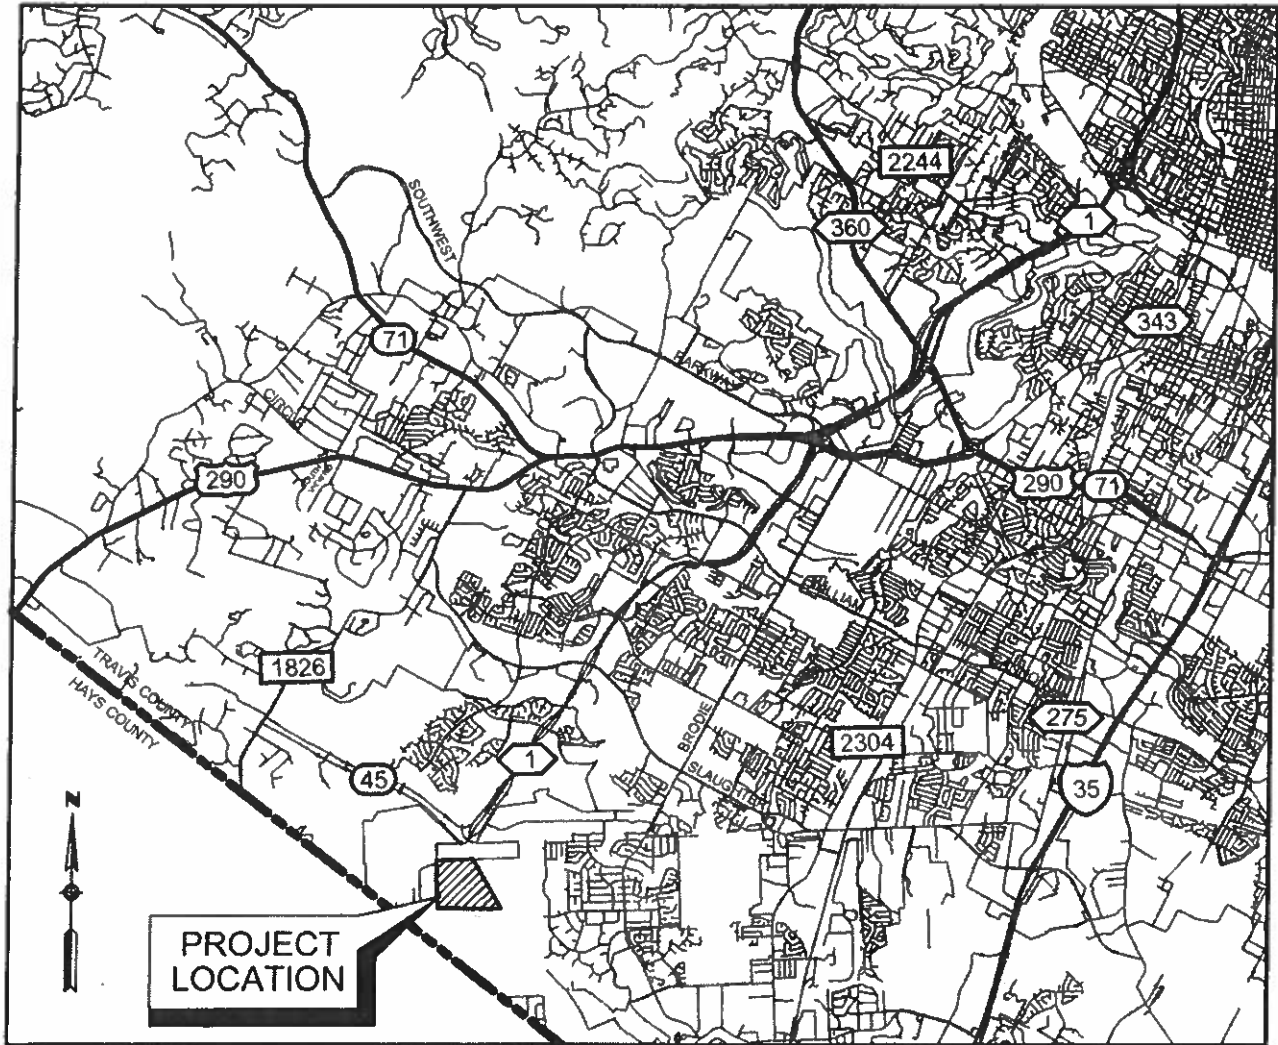 2244
SOUTHWEST
360
1
343
71
PARKWAY
CIRCLE
290
290
71
WILLIAM
TRAVIS COUNTY
HAYS COUNTY
1826
BRODIE
275
2304
1
SLAUGHTER
45
35
N
PROJECT
LOCATION